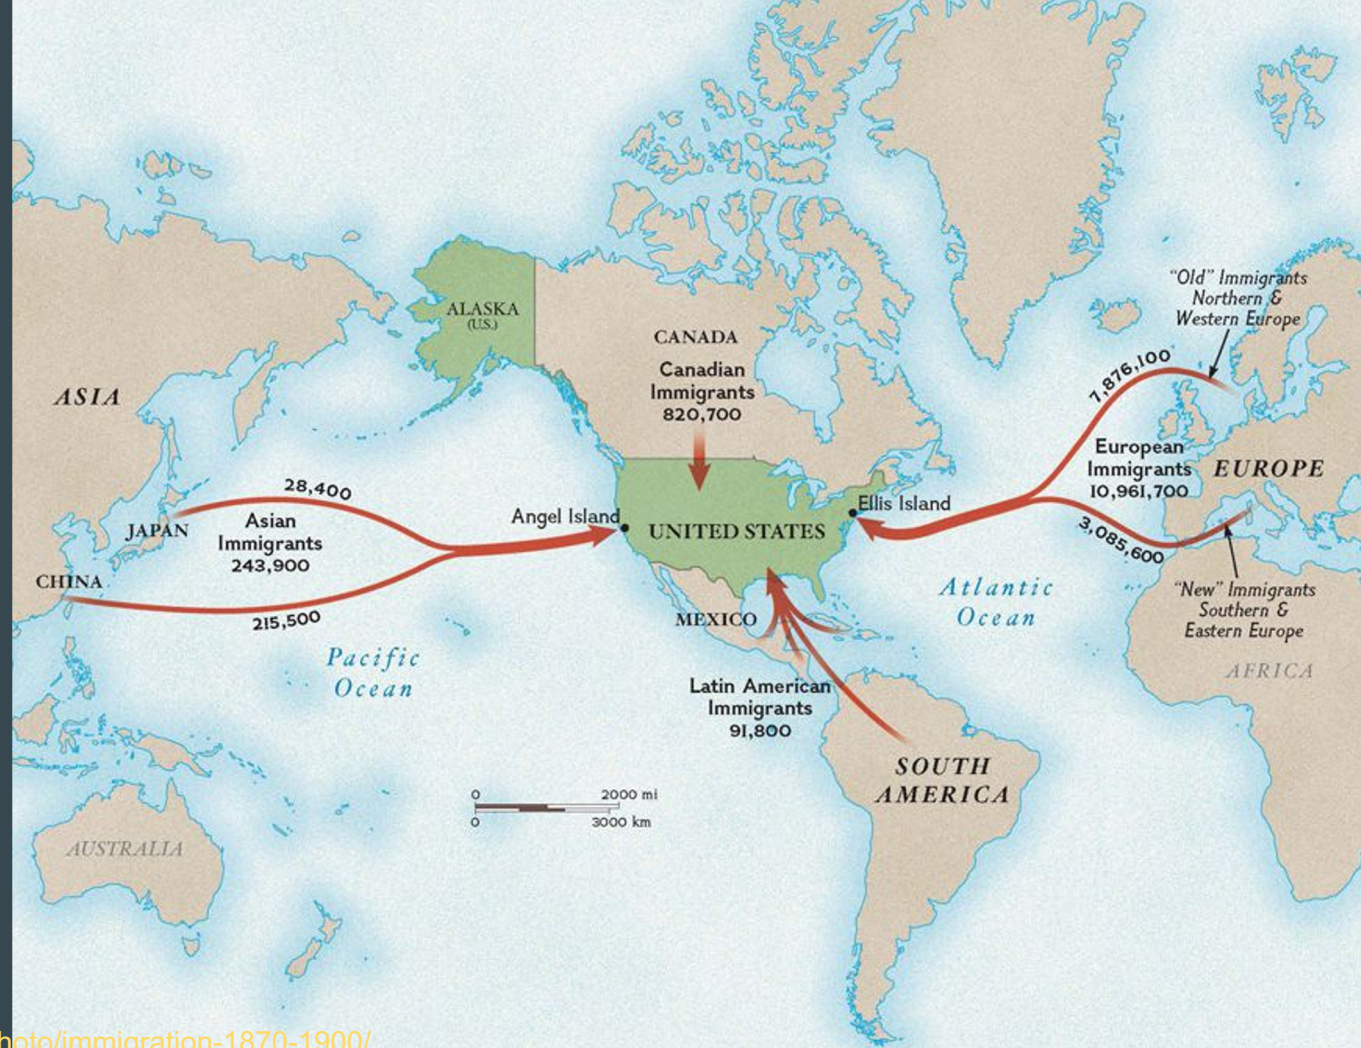 "Old" Immigrants
Northern &
Western Europe
ALASKA
(U.S.)
CANADA
Canadian
Immigrants
820,700
7,876,100
ASIA
European
Immigrants
10,961,700
EUROPE
28,400
Angel Island
Ellis Island
JAPAN
Asian
Immigrants
243,900
UNITED STATES
3,085,600
CHINA
215,500
MEXICO
Atlantic
Ocean
"New" Immigrants
Southern &
Eastern Europe
Pacific
Ocean
AFRICA
Latin American
Immigrants
91,800
SOUTH
AMERICA
0 2000 mi
0 3000 km
AUSTRALIA
hoto/immigration-1870-1900/